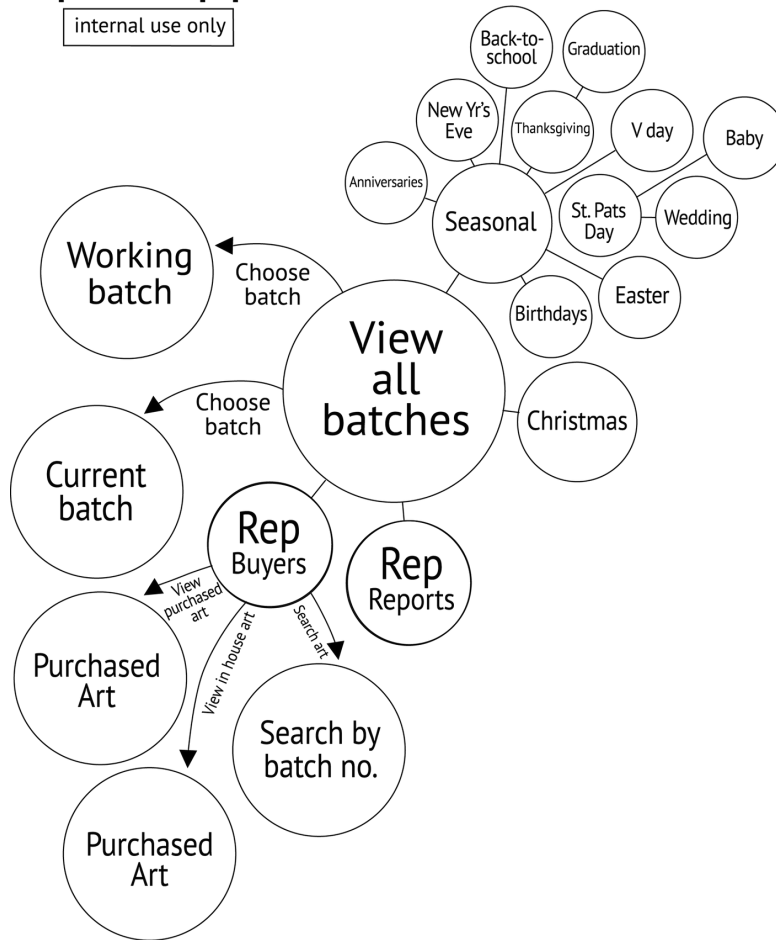 internal use only
Back-to-
school
Graduation
New Yr's
Eve
Thanksgiving
V day
Baby
Anniversaries
Seasonal
St. Pats
Day
Wedding
Working
batch
Choose
batch
Easter
Birthdays
View
all
batches
Choose
batch
Christmas
Current
batch
Rep
Buyers
Rep
Reports
View
purchased
art
View in house art
Search art
Purchased
Art
Search by
batch no.
Purchased
Art